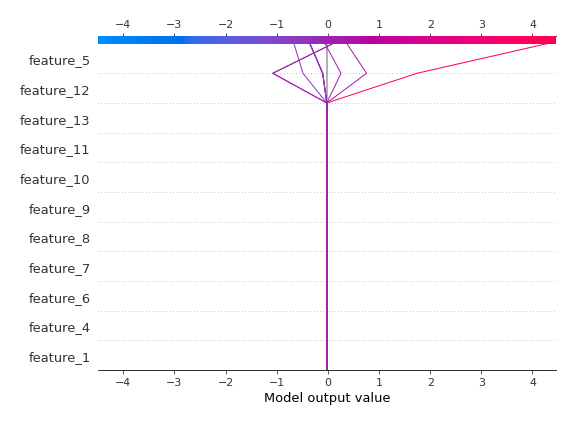 −4 −3 −2 −1 0 1 2 3 4
feature_5
feature_12
feature_13
feature_11
feature_10
feature_9
feature_8
feature_7
feature_6
feature_4
feature_1
−4 −3 −2 −1 0 1 2 3 4
Model output value